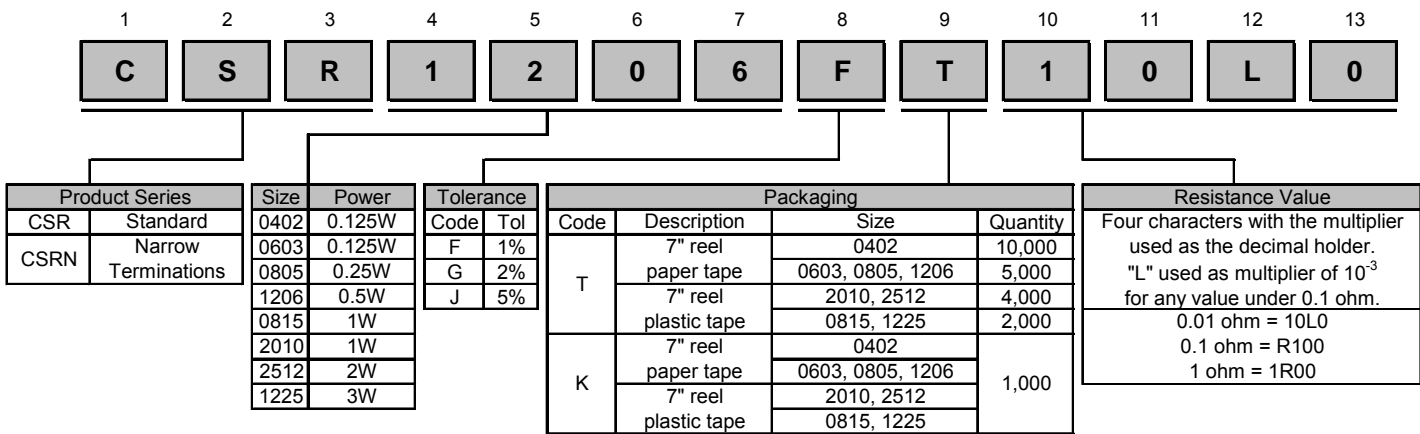 1 2 3 4 5 6 7 8 9 10 11 12 13
C S R 1 2 0 6 F T 1 0 L 0
Product Series
CSR Standard
CSRN Narrow Terminations
Size Power
0402 0.125W
0603 0.125W
0805 0.25W
1206 0.5W
0815 1W
2010 1W
2512 2W
1225 3W
Tolerance
Code Tol
F 1%
G 2%
J 5%
Packaging
Code Description Size Quantity
T
7" reel 0402 10,000
paper tape 0603, 0805, 1206 5,000
7" reel 2010, 2512 4,000
plastic tape 0815, 1225 2,000
K
7" reel 0402
paper tape 0603, 0805, 1206
1,000
7" reel 2010, 2512
plastic tape 0815, 1225
Resistance Value
Four characters with the multiplier
used as the decimal holder.
"L" used as multiplier of 10⁻³
for any value under 0.1 ohm.
0.01 ohm = 10L0
0.1 ohm = R100
1 ohm = 1R00